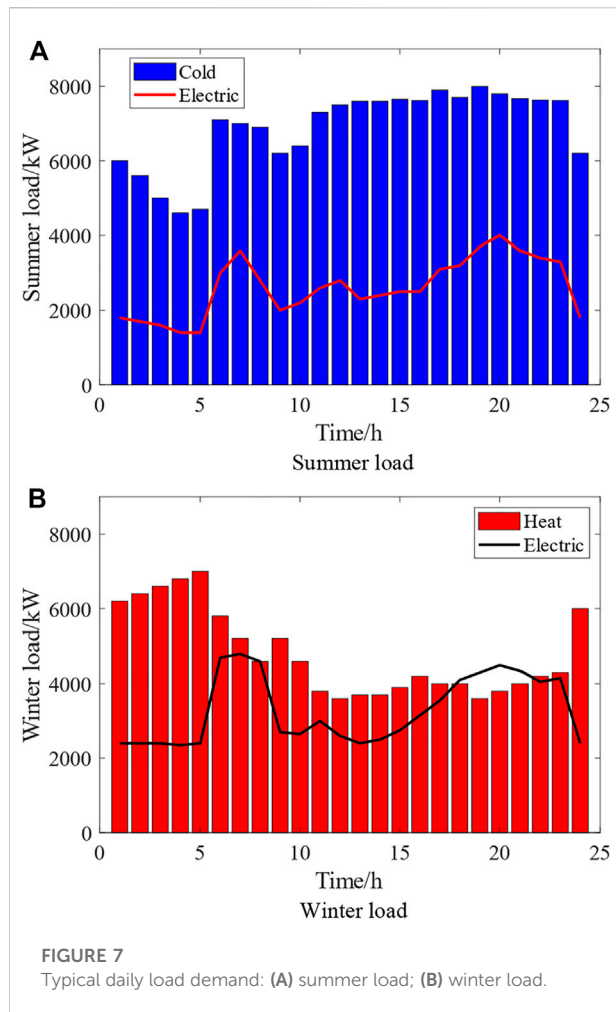 A
8000
6000
4000
2000
0
Summer load/kW
Cold
Electric
0 5 10 15 20 25
Time/h
Summer load
B
8000
6000
4000
2000
0
Winter load/kW
Heat
Electric
0 5 10 15 20 25
Time/h
Winter load
FIGURE 7
Typical daily load demand: (A) summer load; (B) winter load.